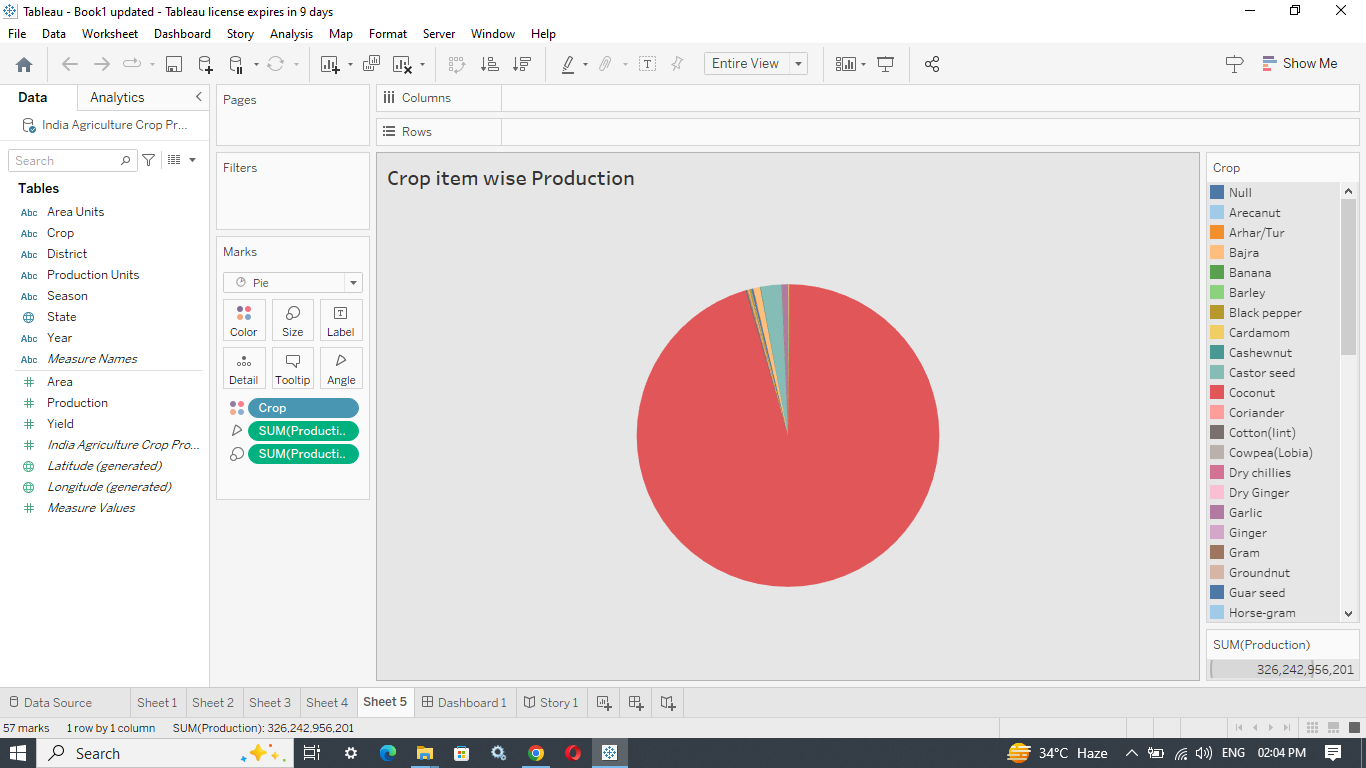 Tableau - Book1 updated - Tableau license expires in 9 days
File Data Worksheet Dashboard Story Analysis Map Format Server Window Help
Entire View
Show Me
Data Analytics
India Agriculture Crop Pr...
Search
Tables
Abc Area Units
Abc Crop
Abc District
Abc Production Units
Abc Season
State
Abc Year
Abc Measure Names
Area
Production
Yield
India Agriculture Crop Pro...
Latitude (generated)
Longitude (generated)
Measure Values
Pages
Filters
Marks
Pie
Color Size Label
Detail Tooltip Angle
Crop
SUM(Producti..
SUM(Producti..
Columns
Rows
Crop item wise Production
Crop
Null
Arecanut
Arhar/Tur
Bajra
Banana
Barley
Black pepper
Cardamom
Cashewnut
Castor seed
Coconut
Coriander
Cotton(lint)
Cowpea(Lobia)
Dry chillies
Dry Ginger
Garlic
Ginger
Gram
Groundnut
Guar seed
Horse-gram
SUM(Production)
326,242,956,201
Data Source Sheet 1 Sheet 2 Sheet 3 Sheet 4 Sheet 5 Dashboard 1 Story 1
57 marks 1 row by 1 column SUM(Production): 326,242,956,201
Search
34°C Haze ENG 02:04 PM